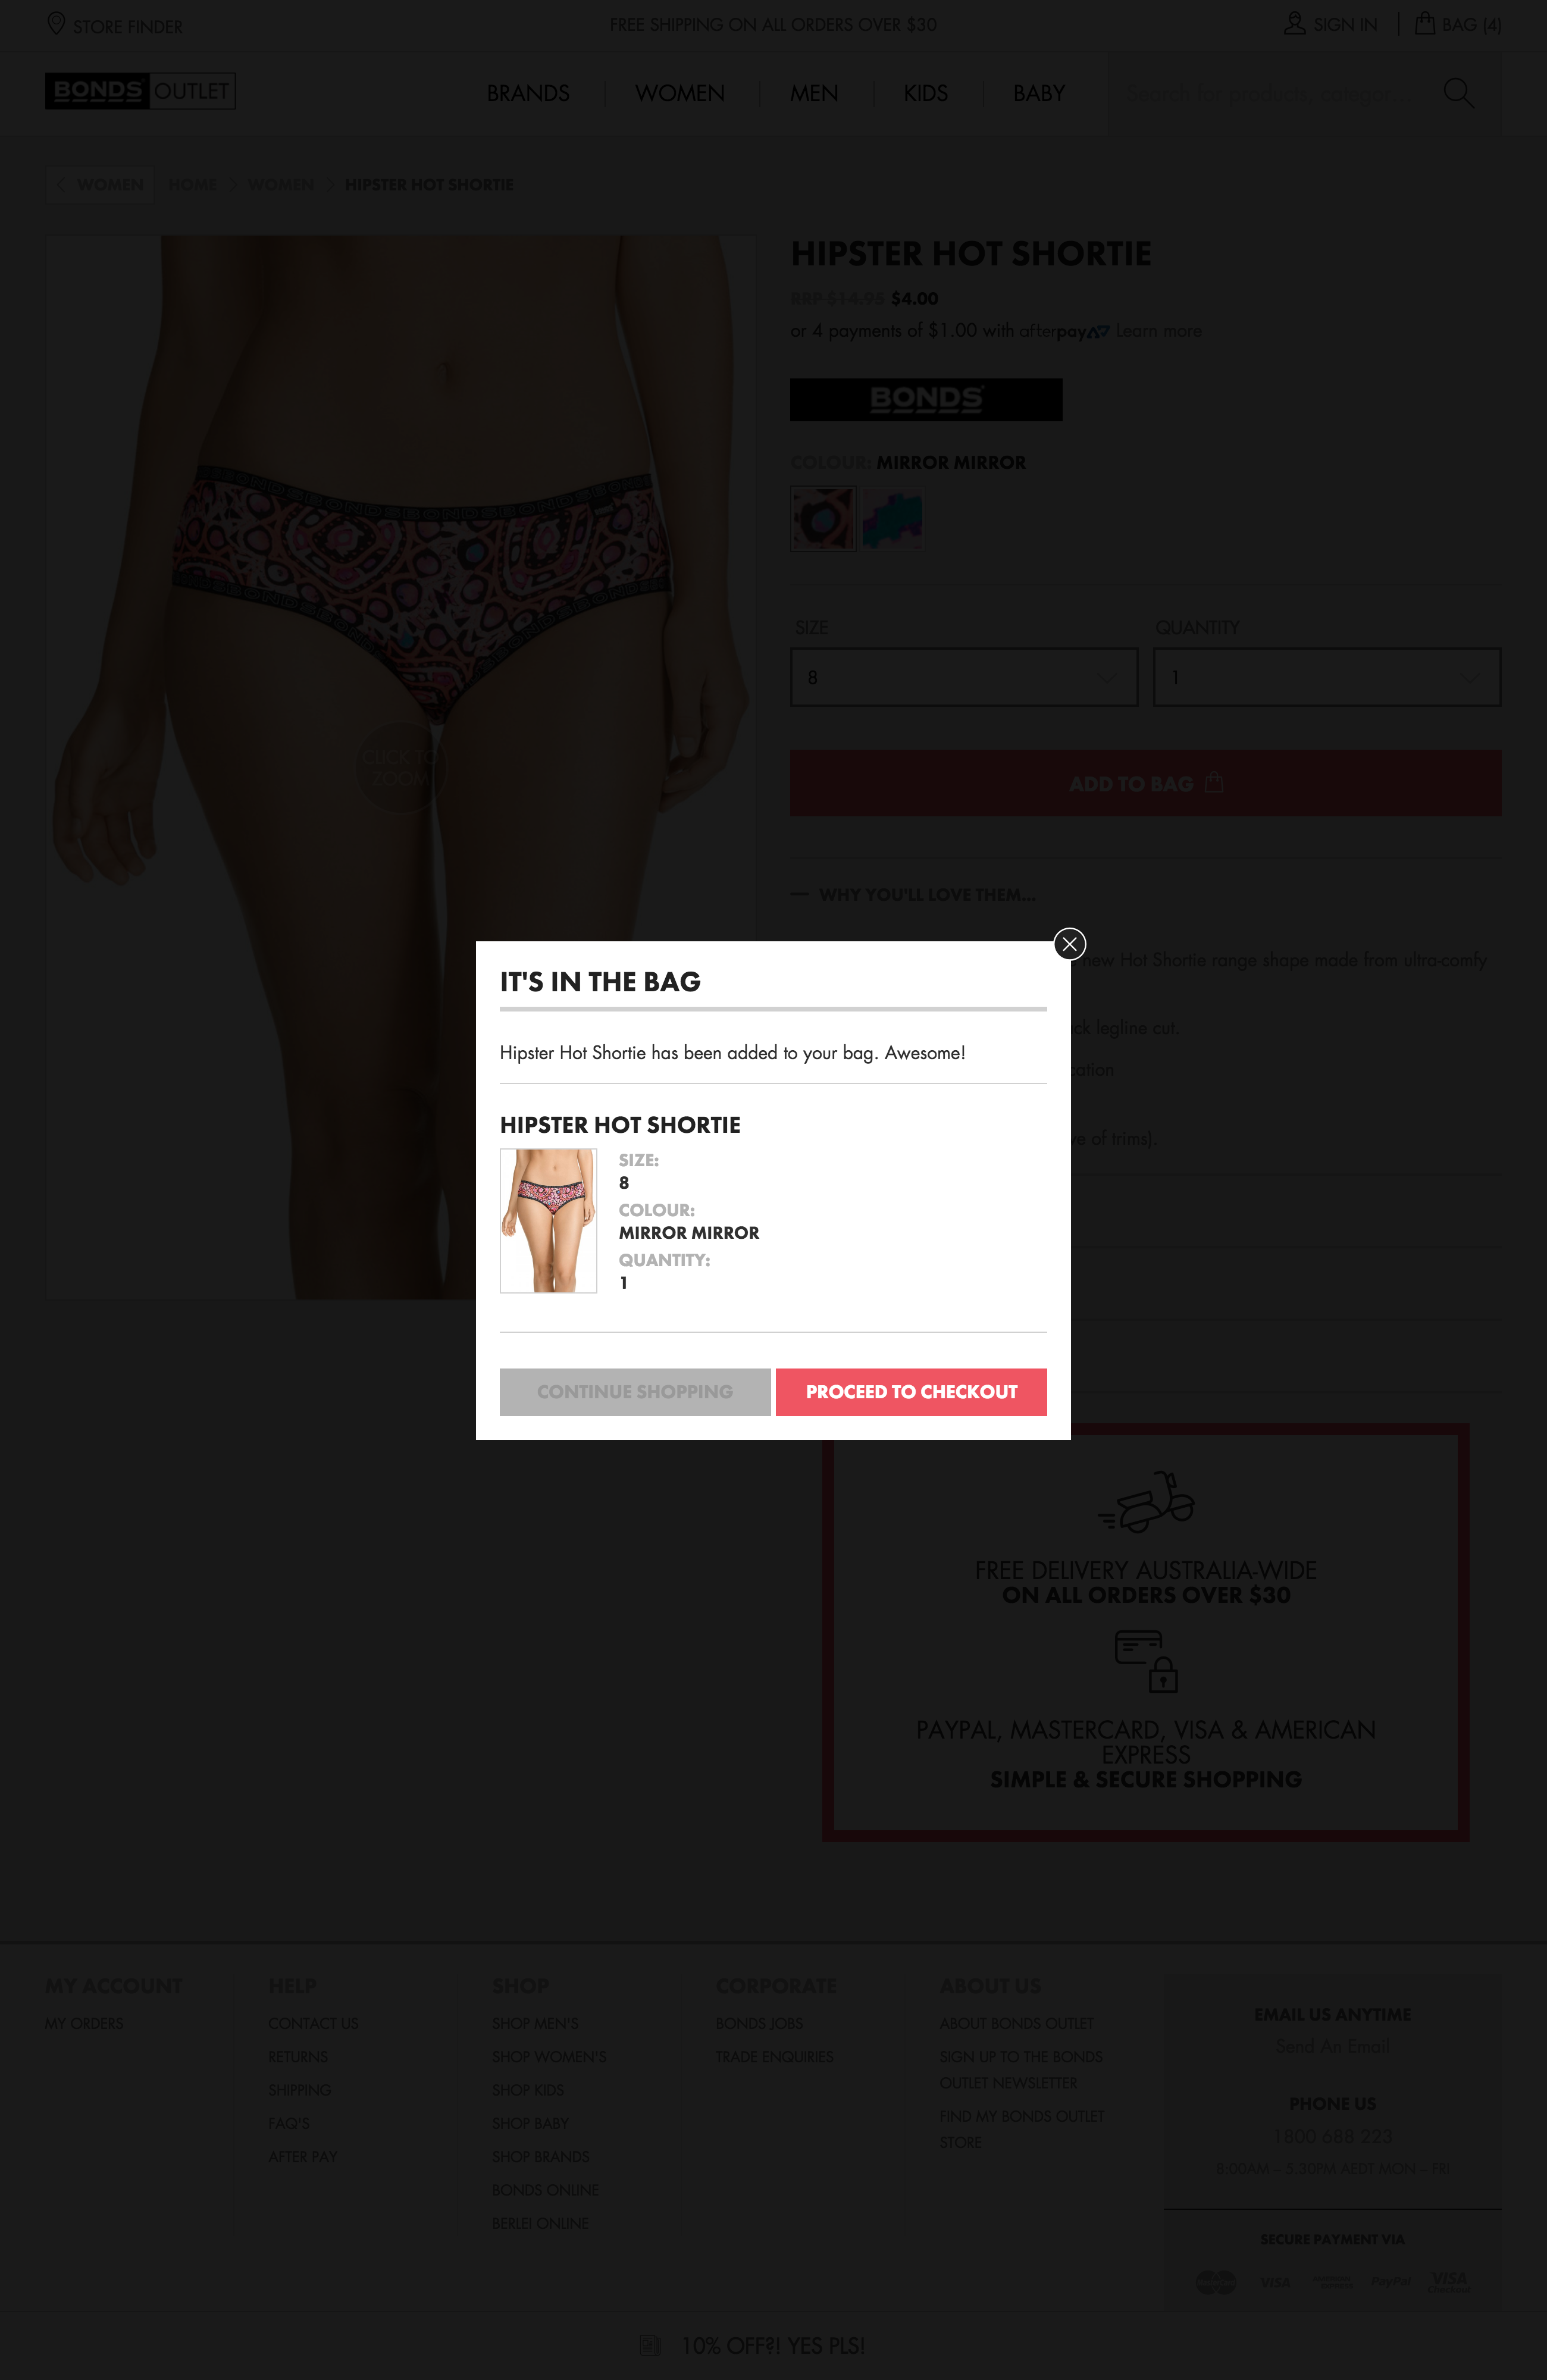 STORE FINDER
FREE SHIPPING ON ALL ORDERS OVER $30
SIGN IN
BAG (4)
BONDS OUTLET
BRANDS
WOMEN
MEN
KIDS
BABY
Search for products, categor...
WOMEN
HOME
WOMEN
HIPSTER HOT SHORTIE
HIPSTER HOT SHORTIE
RRP $14.95 $4.00
or 4 payments of $1.00 with afterpay Learn more
BONDS
COLOUR: MIRROR MIRROR
SIZE
QUANTITY
8
1
CLICK TO
ZOOM
ADD TO BAG
WHY YOU'LL LOVE THEM...
new Hot Shortie range shape made from ultra-comfy
legline cut.
of trims).
IT'S IN THE BAG
Hipster Hot Shortie has been added to your bag. Awesome!
HIPSTER HOT SHORTIE
SIZE:
8
COLOUR:
MIRROR MIRROR
QUANTITY:
1
CONTINUE SHOPPING
PROCEED TO CHECKOUT
FREE DELIVERY AUSTRALIA-WIDE
ON ALL ORDERS OVER $30
PAYPAL, MASTERCARD, VISA & AMERICAN
EXPRESS
SIMPLE & SECURE SHOPPING
MY ACCOUNT
MY ORDERS
HELP
CONTACT US
RETURNS
SHIPPING
FAQ'S
AFTER PAY
SHOP
SHOP MEN'S
SHOP WOMEN'S
SHOP KIDS
SHOP BABY
SHOP BRANDS
BONDS ONLINE
BERLEI ONLINE
CORPORATE
BONDS JOBS
TRADE ENQUIRIES
ABOUT US
ABOUT BONDS OUTLET
SIGN UP TO THE BONDS
OUTLET NEWSLETTER
FIND MY BONDS OUTLET
STORE
EMAIL US ANYTIME
Send An Email
PHONE US
1800 688 223
8:00AM – 5.30PM AEDT MON – FRI
SECURE PAYMENT VIA
VISA
AMERICAN EXPRESS
PayPal
VISA
Checkout
10% OFF?! YES PLS!